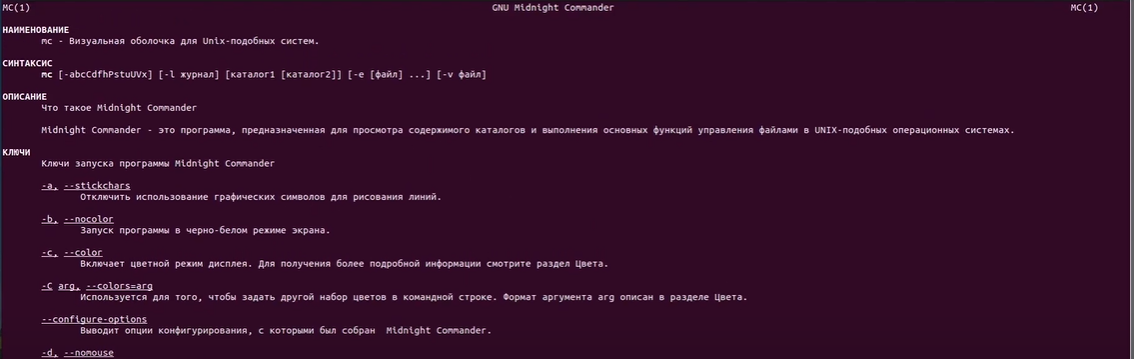 MC(1) GNU Midnight Commander MC(1)
НАИМЕНОВАНИЕ
mc - Визуальная оболочка для Unix-подобных систем.
СИНТАКСИС
mc [-abcCdfhPstuUVx] [-l журнал] [каталог1 [каталог2]] [-e [файл] ...] [-v файл]
ОПИСАНИЕ
Что такое Midnight Commander
Midnight Commander - это программа, предназначенная для просмотра содержимого каталогов и выполнения основных функций управления файлами в UNIX-подобных операционных системах.
КЛЮЧИ
Ключи запуска программы Midnight Commander
-a, --stickchars
Отключить использование графических символов для рисования линий.
-b, --nocolor
Запуск программы в черно-белом режиме экрана.
-c, --color
Включает цветной режим дисплея. Для получения более подробной информации смотрите раздел Цвета.
-C arg, --colors=arg
Используется для того, чтобы задать другой набор цветов в командной строке. Формат аргумента arg описан в разделе Цвета.
--configure-options
Выводит опции конфигурирования, с которыми был собран  Midnight Commander.
-d, --nomouse